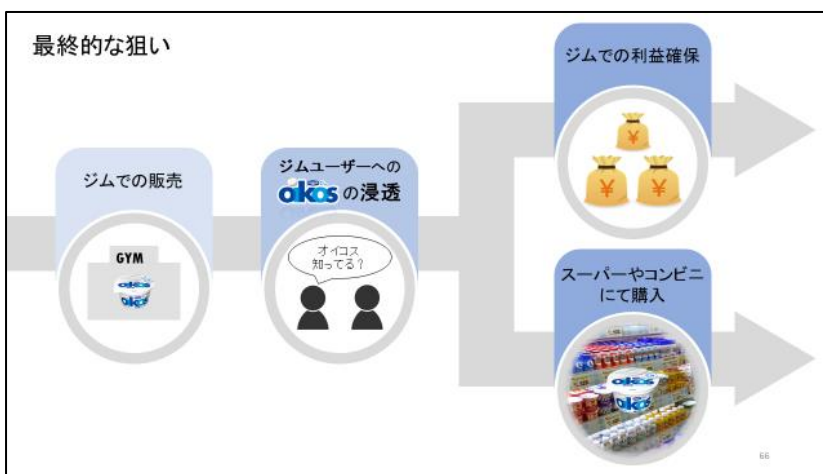 最終的な狙い
ジムでの販売
GYM
oikos
oikos
ジムユーザーへの
oikosの浸透
オイコス
知ってる？
ジムでの利益確保
¥
¥ ¥
スーパーやコンビニ
にて購入
oikos
oikos
66